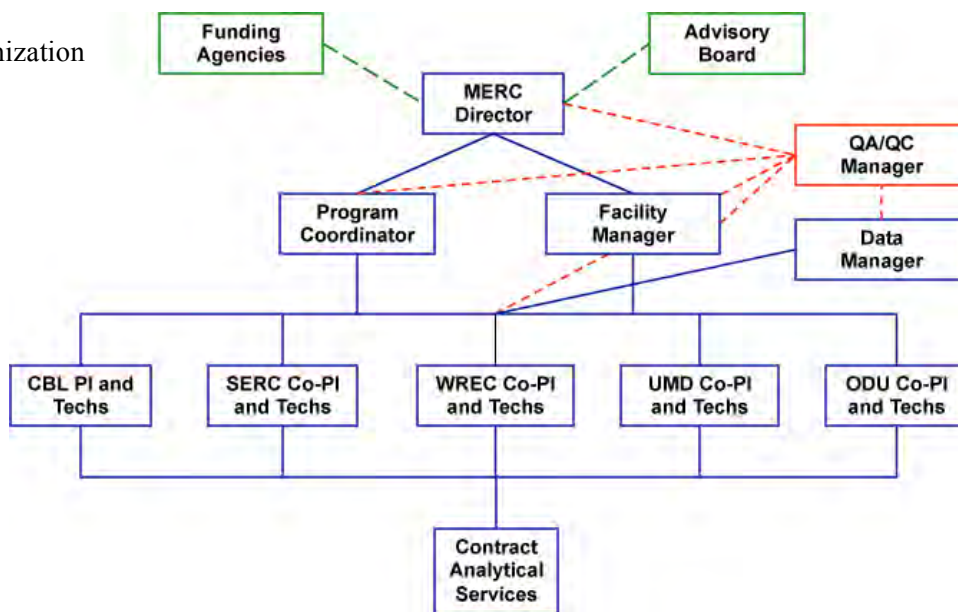 Funding
Agencies
Advisory
Board
nization
MERC
Director
QA/QC
Manager
Program
Coordinator
Facility
Manager
Data
Manager
CBL PI and
Techs
SERC Co-PI
and Techs
WREC Co-PI
and Techs
UMD Co-PI
and Techs
ODU Co-PI
and Techs
Contract
Analytical
Services